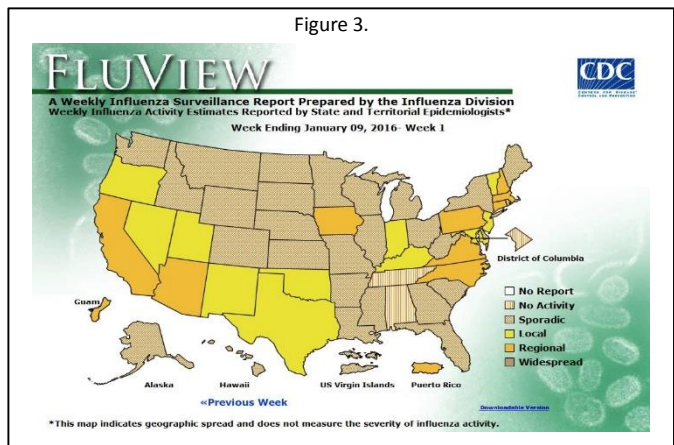 Figure 3.
FLUVIEW
CDC
A Weekly Influenza Surveillance Report Prepared by the Influenza Division
Weekly Influenza Activity Estimates Reported by State and Territorial Epidemiologists*
Week Ending January 09, 2016- Week 1
District of Columbia
No Report
No Activity
Sporadic
Local
Regional
Widespread
Guam
Alaska
Hawaii
US Virgin Islands
Puerto Rico
«Previous Week
Downloadable Version
*This map indicates geographic spread and does not measure the severity of influenza activity.